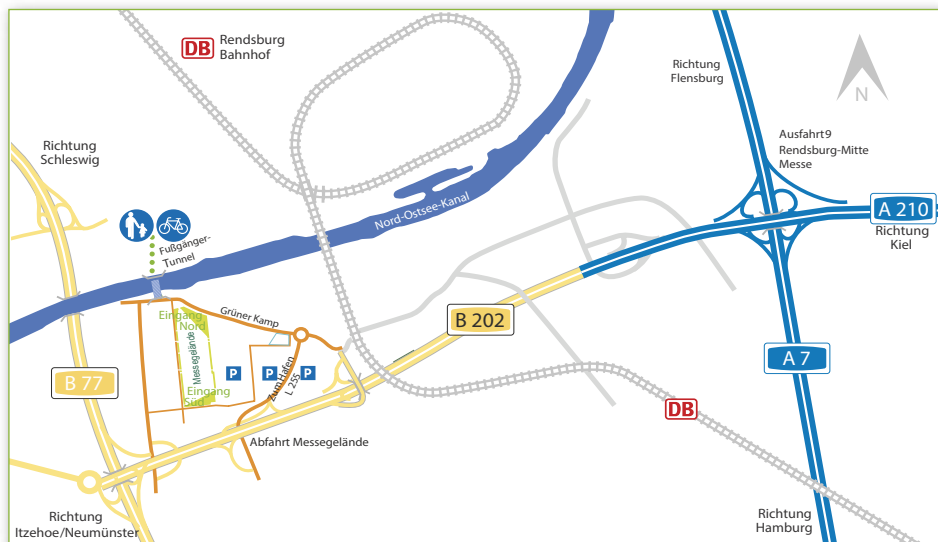 DB
Rendsburg
Bahnhof
N
Richtung
Flensburg
Ausfahrt9
Rendsburg-Mitte
Messe
Richtung
Schleswig
A 210
Richtung
Kiel
Nord-Ostsee-Kanal
Fußgänger-
Tunnel
Eingang
Nord
Grüner Kamp
B 202
Messegelände
A 7
B 77
P
P
P
Zum Hafen
L 255
Eingang
Süd
DB
Abfahrt Messegelände
Richtung
Itzehoe/Neumünster
Richtung
Hamburg